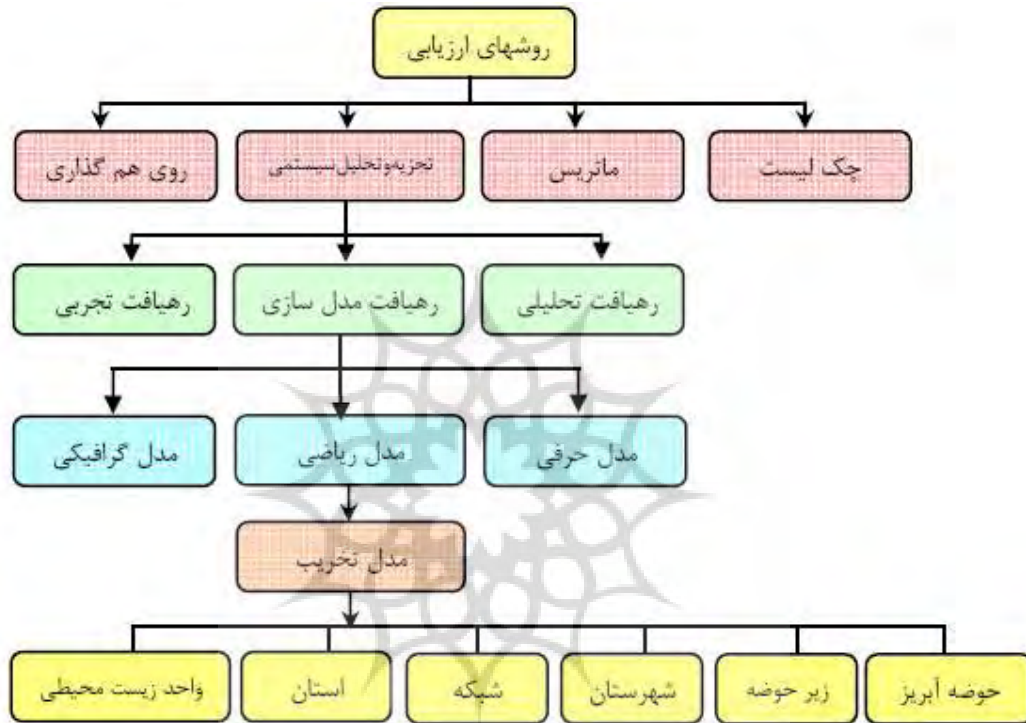 روشهای ارزیابی
چک لیست
ماتریس
تجزیه‌وتحلیل‌سیستمی
روی هم گذاری
رهیافت تحلیلی
رهیافت مدل سازی
رهیافت تجربی
مدل حرفی
مدل ریاضی
مدل گرافیکی
مدل تخریب
حوضه آبریز
زیر حوضه
شهرستان
شبکه
استان
واحد زیست محیطی